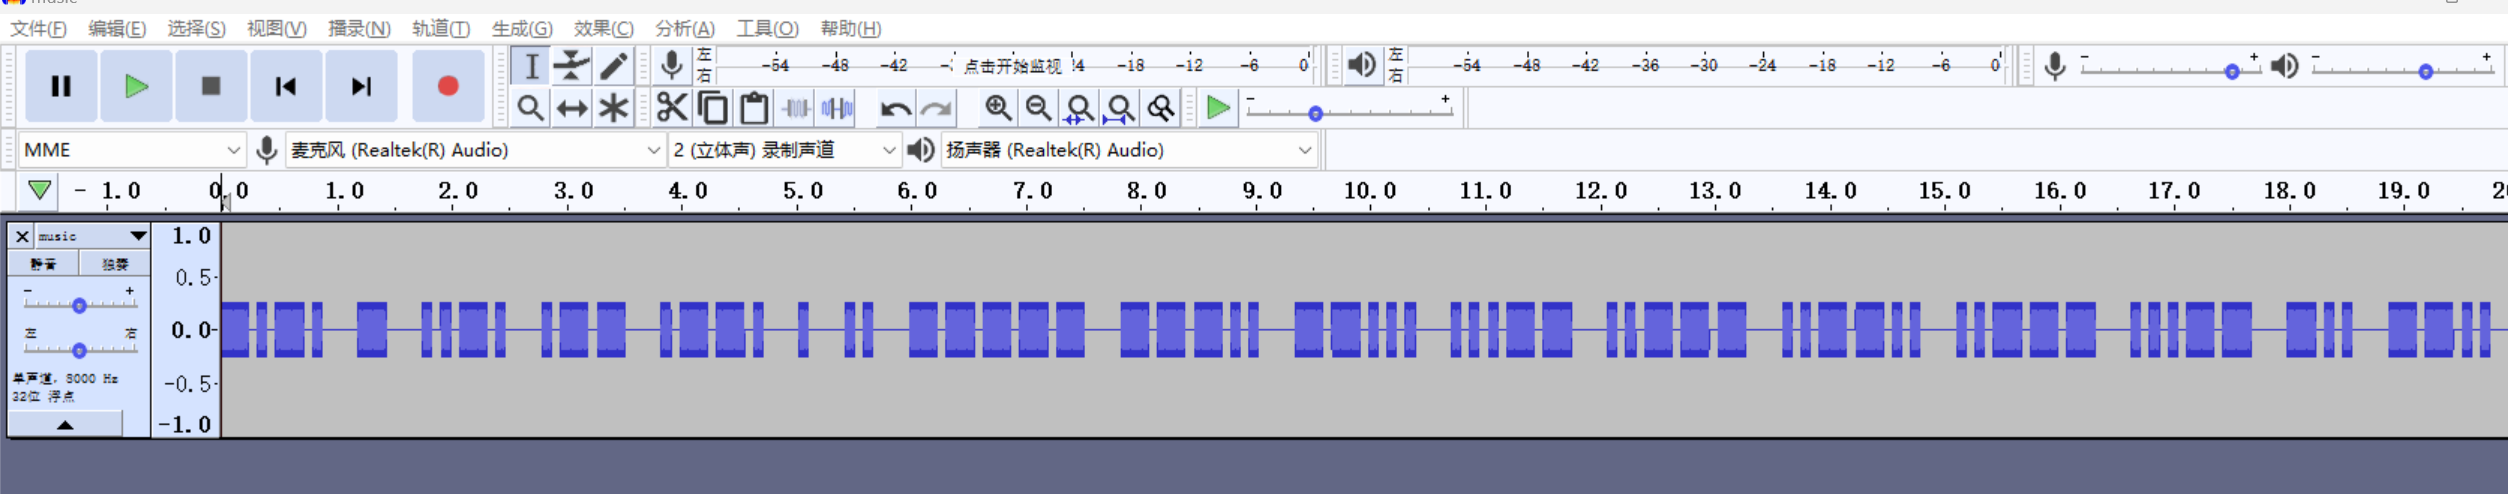 music
文件(F) 编辑(E) 选择(S) 视图(V) 播录(N) 轨道(T) 生成(G) 效果(C) 分析(A) 工具(O) 帮助(H)
左 -54 -48 -42 点击开始监视 -18 -12 -6 0 左 -54 -48 -42 -36 -30 -24 -18 -12 -6 0 - + - +
右 右
- +
MME 麦克风 (Realtek(R) Audio) 2 (立体声) 录制声道 扬声器 (Realtek(R) Audio)
- 1.0 0.0 1.0 2.0 3.0 4.0 5.0 6.0 7.0 8.0 9.0 10.0 11.0 12.0 13.0 14.0 15.0 16.0 17.0 18.0 19.0
× music 1.0
静音 独奏 0.5
- +
0.0
左 右
单声道, 8000 Hz -0.5
32位 浮点
-1.0